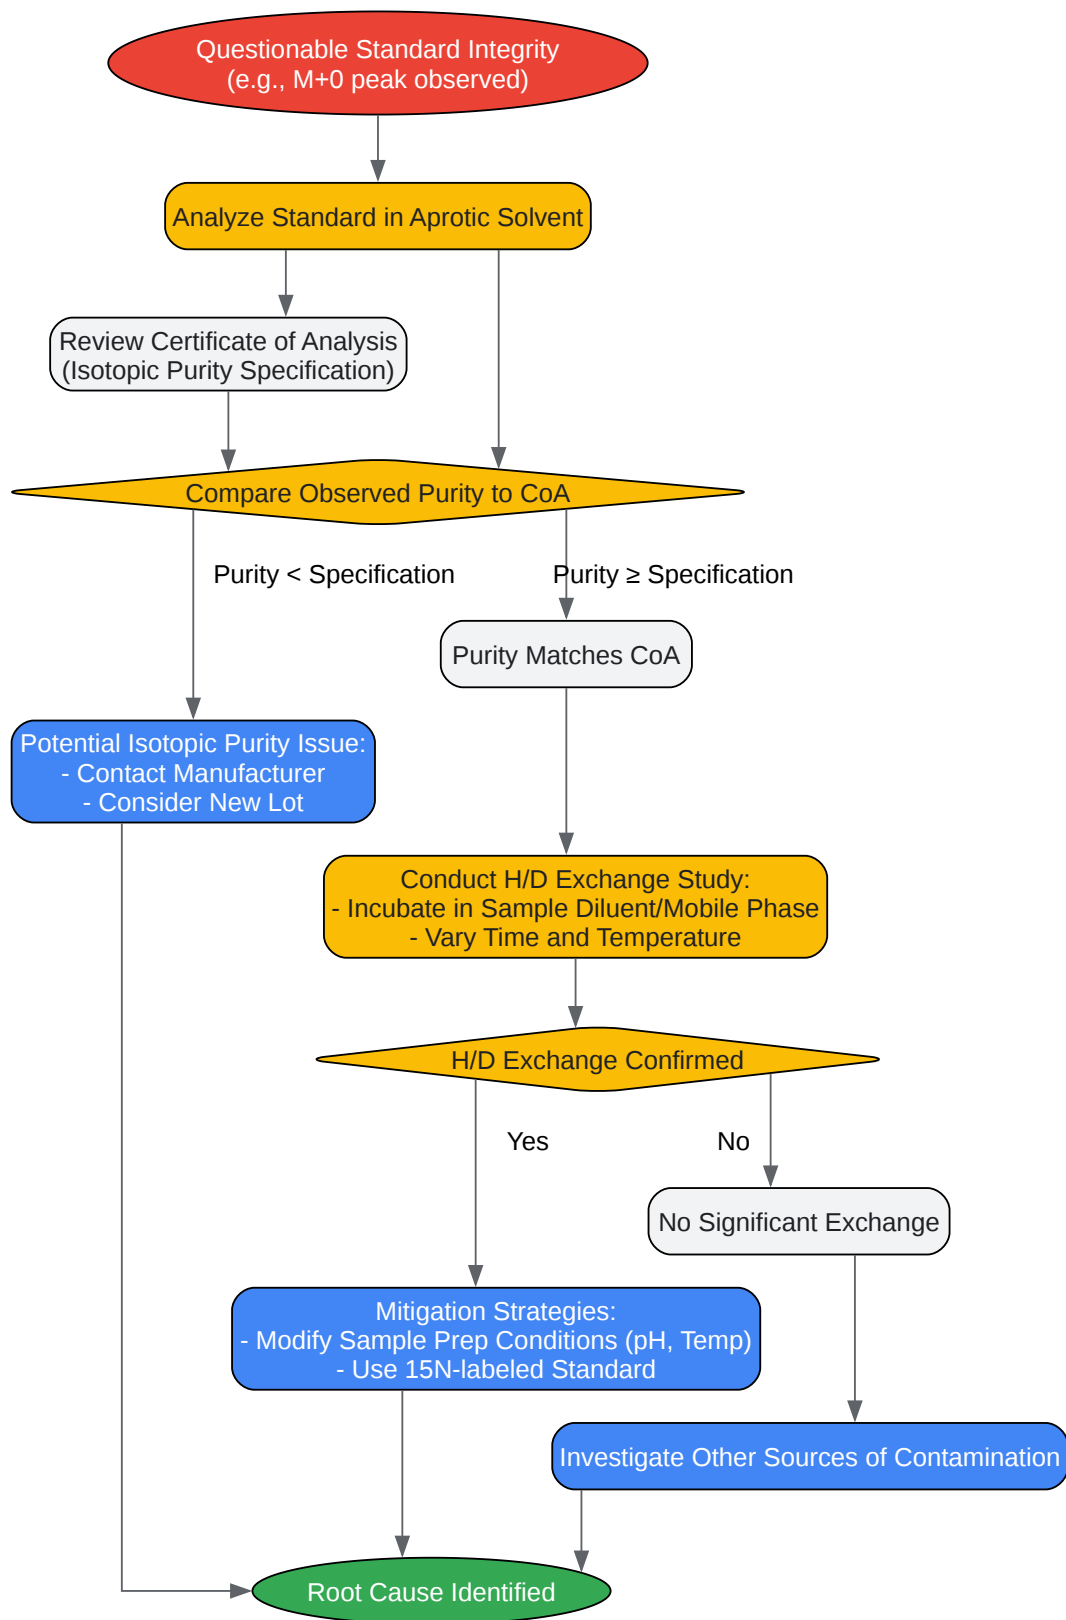 Questionable Standard Integrity
(e.g., M+0 peak observed)
Analyze Standard in Aprotic Solvent
Review Certificate of Analysis
(Isotopic Purity Specification)
Compare Observed Purity to CoA
Purity < Specification
Purity ≥ Specification
Purity Matches CoA
Potential Isotopic Purity Issue:
- Contact Manufacturer
- Consider New Lot
Conduct H/D Exchange Study:
- Incubate in Sample Diluent/Mobile Phase
- Vary Time and Temperature
H/D Exchange Confirmed
Yes
No
No Significant Exchange
Mitigation Strategies:
- Modify Sample Prep Conditions (pH, Temp)
- Use 15N-labeled Standard
Investigate Other Sources of Contamination
Root Cause Identified